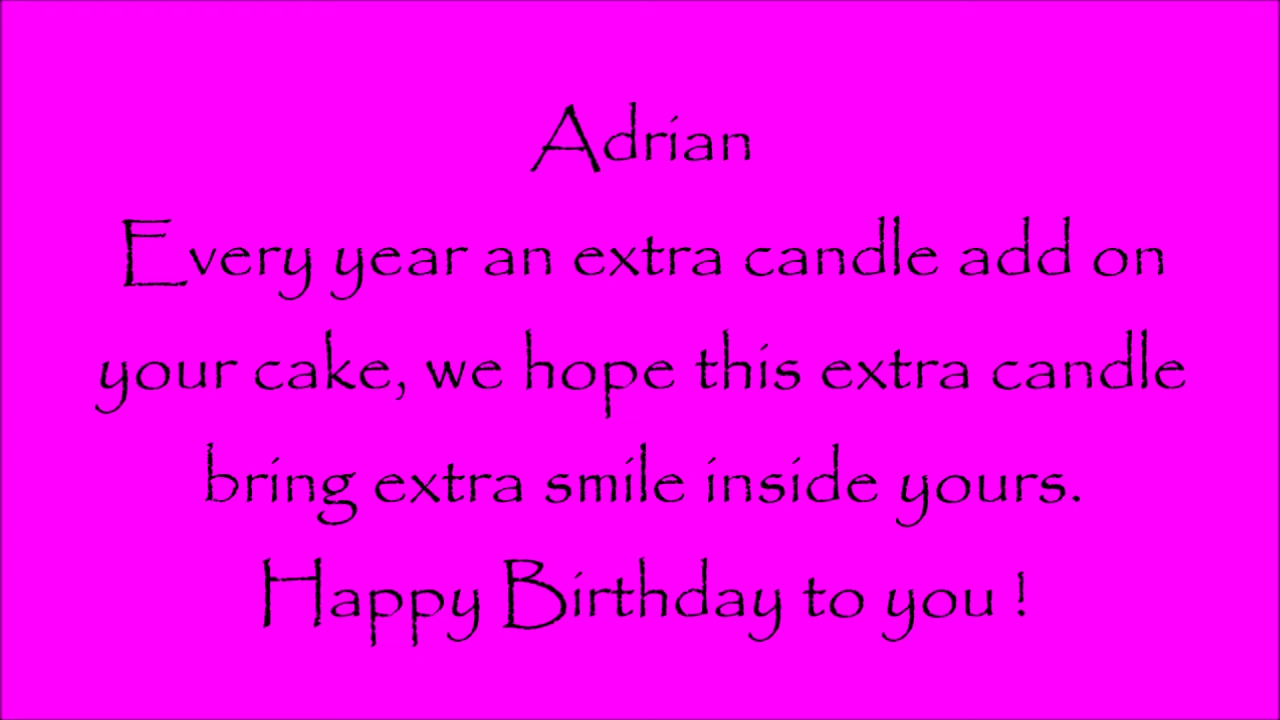 Adrian
Every year an extra candle add on
your cake, we hope this extra candle
bring extra smile inside yours.
Happy Birthday to you !